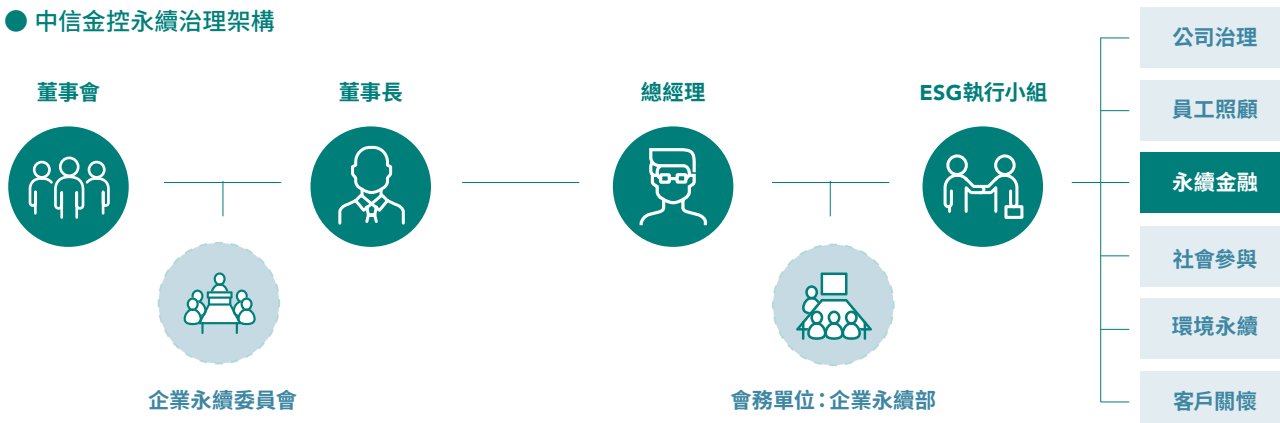 中信金控永續治理架構
董事會
董事長
總經理
ESG執行小組
企業永續委員會
會務單位：企業永續部
公司治理
員工照顧
永續金融
社會參與
環境永續
客戶關懷